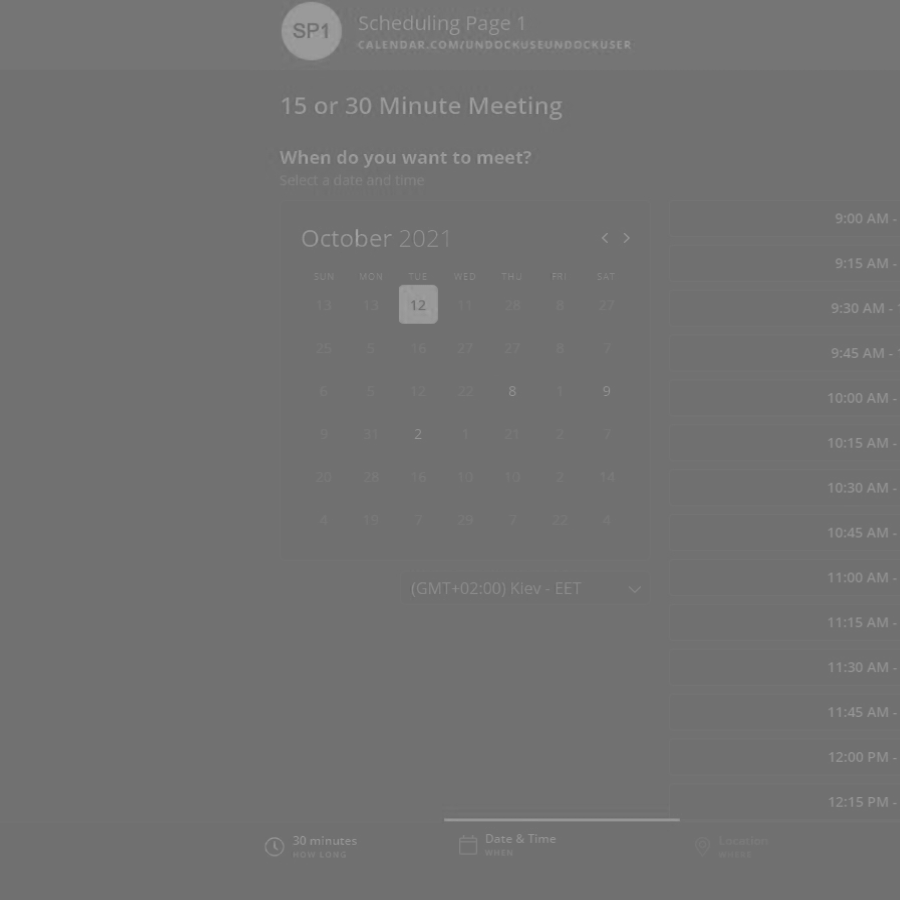 SP1
Scheduling Page 1
CALENDAR.COM/UNDOCKUSEUNDOCKUSER
15 or 30 Minute Meeting
When do you want to meet?
Select a date and time
October 2021
SUN MON TUE WED THU FRI SAT
13 13 12 11 28 8 27
25 5 16 27 27 8 7
6 5 12 22 8 1 9
9 31 2 1 21 2 7
20 28 16 10 10 2 14
4 19 7 29 7 22 4
(GMT+02:00) Kiev - EET
9:00 AM -
9:15 AM -
9:30 AM -
9:45 AM -
10:00 AM -
10:15 AM -
10:30 AM -
10:45 AM -
11:00 AM -
11:15 AM -
11:30 AM -
11:45 AM -
12:00 PM -
12:15 PM -
30 minutes
HOW LONG
Date & Time
WHEN
Location
WHERE